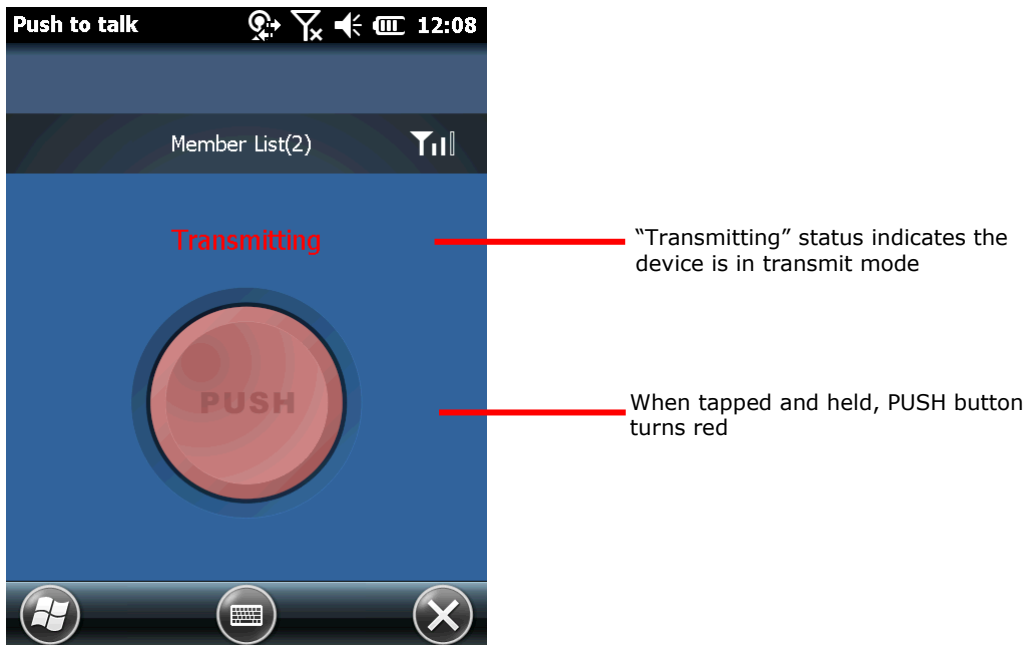 Push to talk 12:08
Member List(2)
Transmitting
“Transmitting” status indicates the
device is in transmit mode
PUSH
When tapped and held, PUSH button
turns red